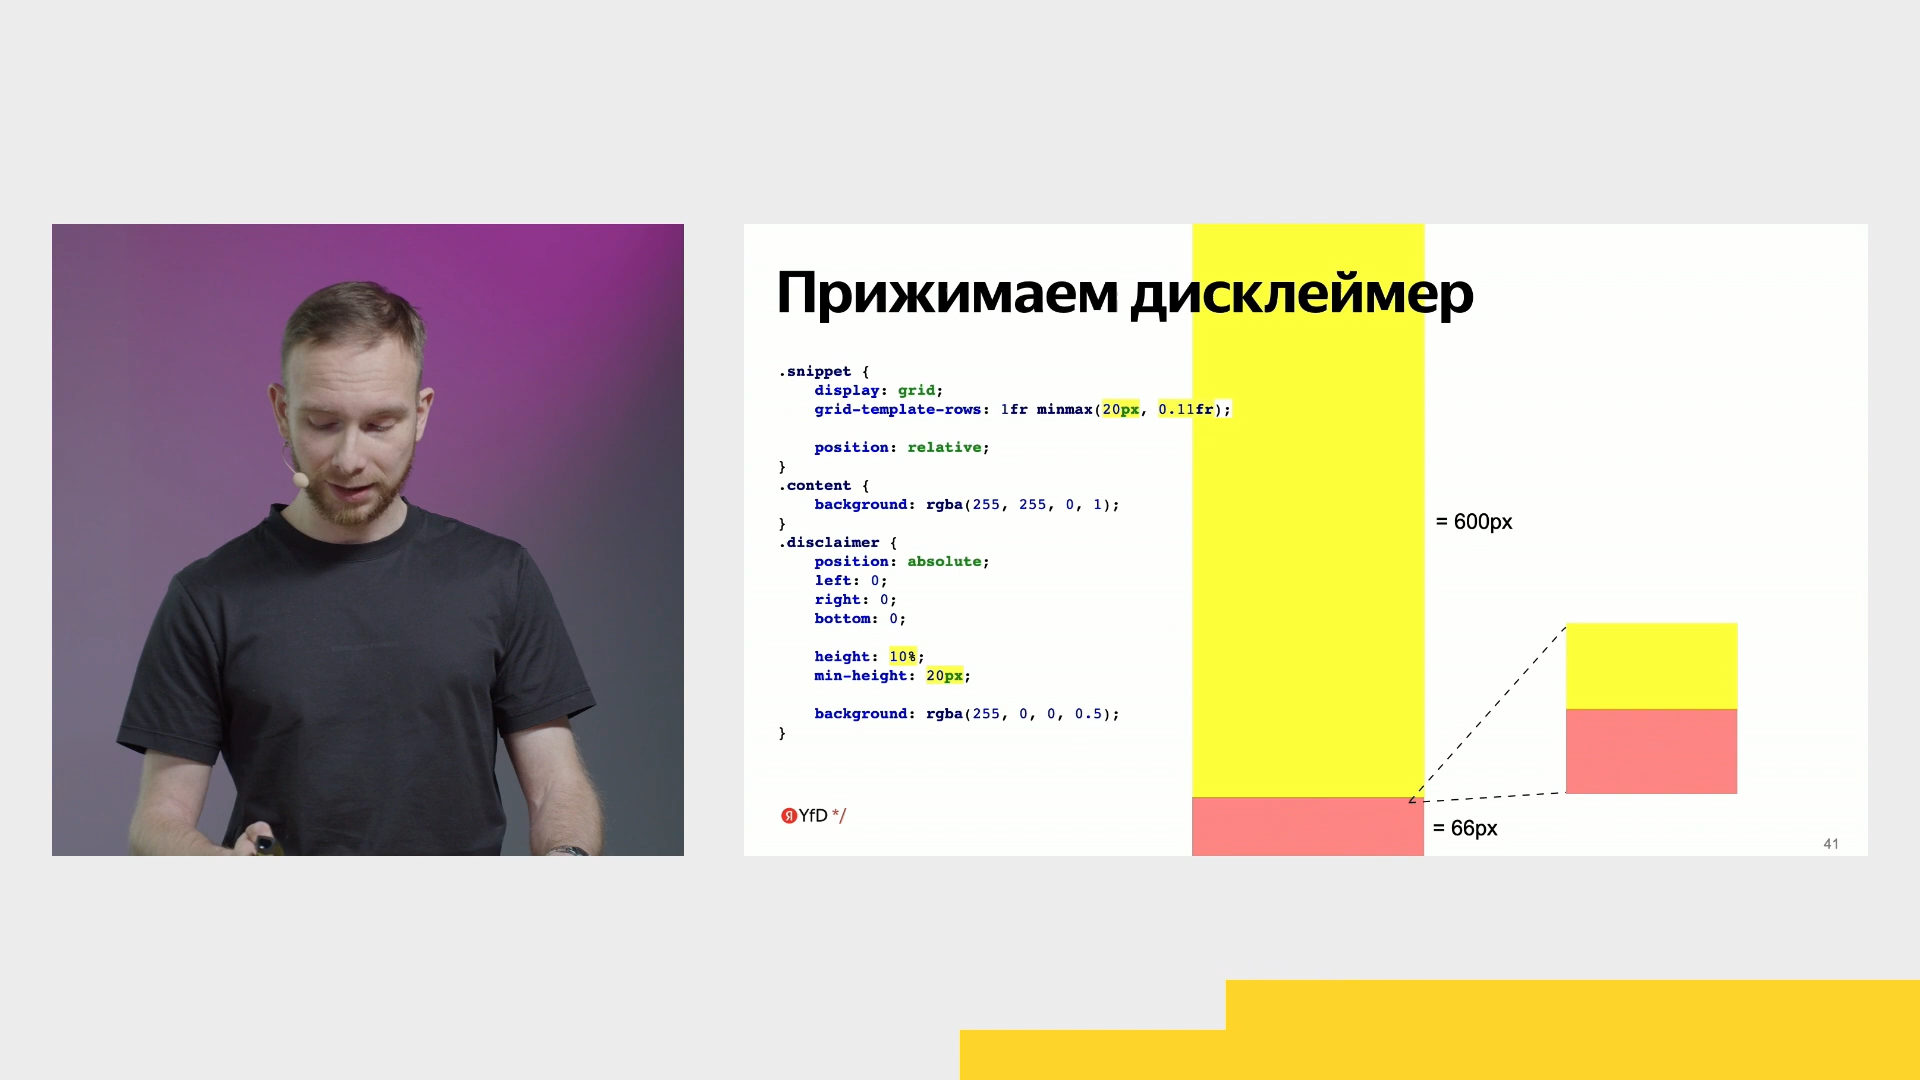 Прижимаем дисклеймер
.snippet {
display: grid;
grid-template-rows: 1fr minmax(20px, 0.11fr);
position: relative;
}
.content {
background: rgba(255, 255, 0, 1);
}
.disclaimer {
position: absolute;
left: 0;
right: 0;
bottom: 0;
height: 10%;
min-height: 20px;
background: rgba(255, 0, 0, 0.5);
}
= 600px
= 66px
Я YfD */
41